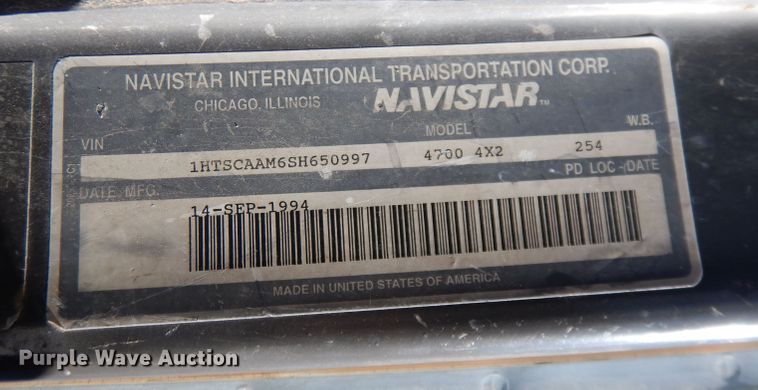 NAVISTAR INTERNATIONAL TRANSPORTATION CORP.
CHICAGO, ILLINOIS NAVISTAR™
VIN MODEL W.B.
1HTSCAAM6SH650997 4700 4X2 254
DATE MFG. PD LOC - DATE
14-SEP-1994
MADE IN UNITED STATES OF AMERICA
Purple Wave Auction